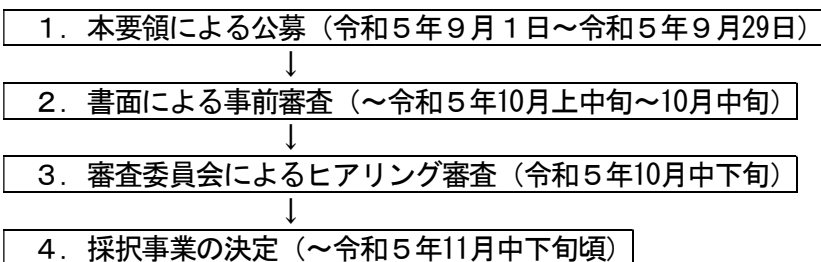 １．本要領による公募（令和５年９月１日～令和５年９月29日）
↓
２．書面による事前審査（～令和５年10月上中旬～10月中旬）
↓
３．審査委員会によるヒアリング審査（令和５年10月中下旬）
↓
４．採択事業の決定（～令和５年11月中下旬頃）